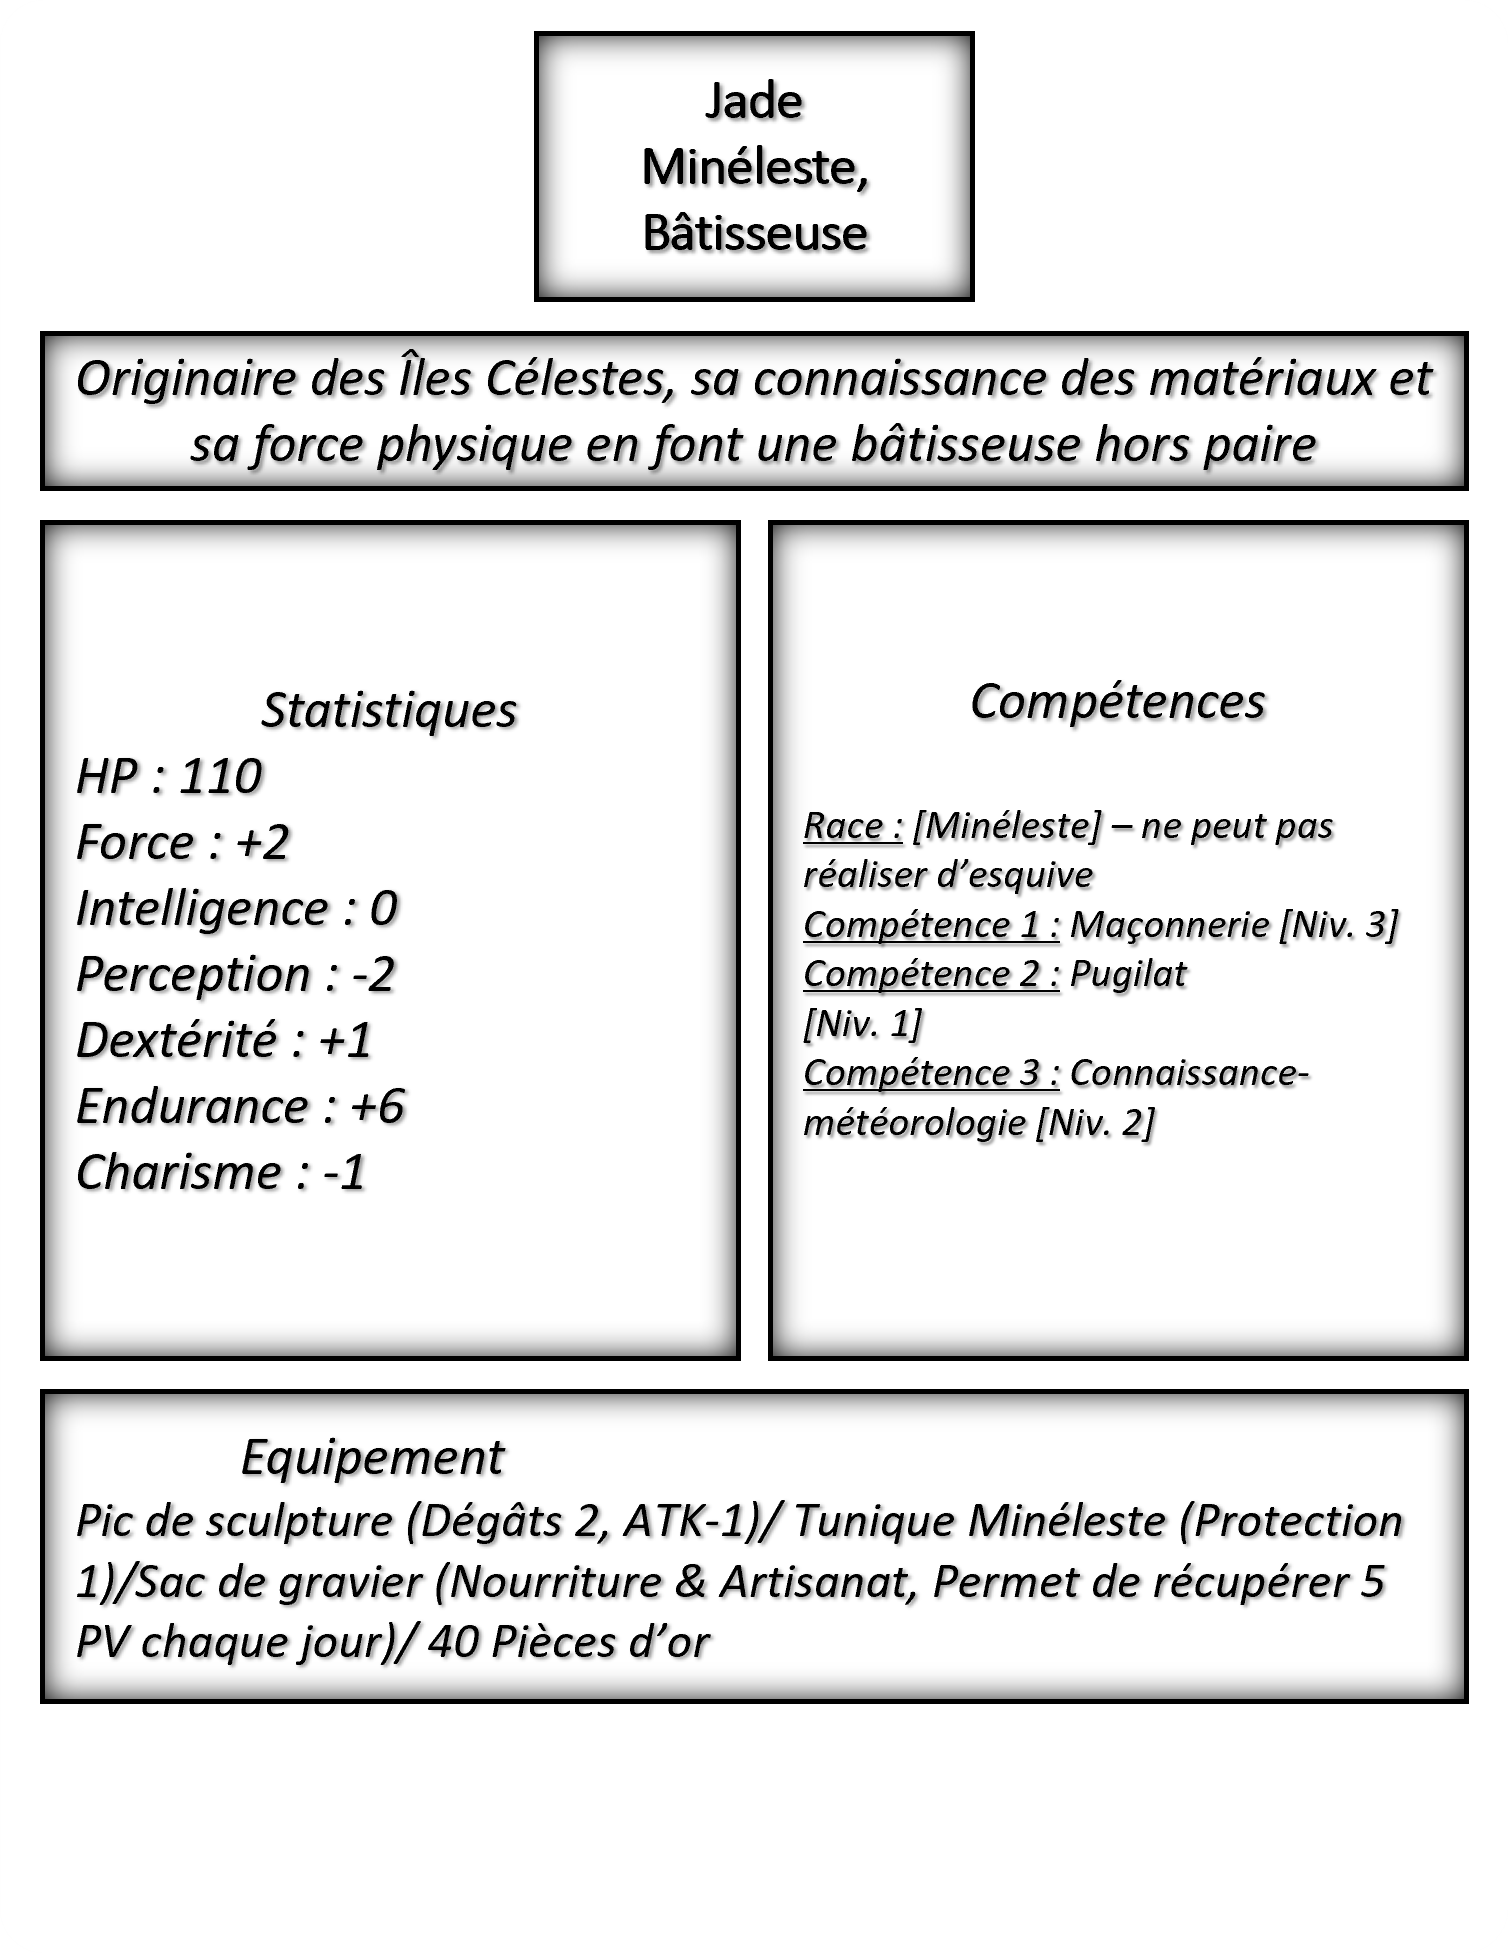 Jade
Minéleste,
Bâtisseuse
Originaire des Îles Célestes, sa connaissance des matériaux et
sa force physique en font une bâtisseuse hors paire
Statistiques
HP : 110
Force : +2
Intelligence : 0
Perception : -2
Dextérité : +1
Endurance : +6
Charisme : -1
Compétences
Race : [Minéleste] – ne peut pas
réaliser d’esquive
Compétence 1 : Maçonnerie [Niv. 3]
Compétence 2 : Pugilat
[Niv. 1]
Compétence 3 : Connaissance-
météorologie [Niv. 2]
Equipement
Pic de sculpture (Dégâts 2, ATK-1)/ Tunique Minéleste (Protection
1)/Sac de gravier (Nourriture & Artisanat, Permet de récupérer 5
PV chaque jour)/ 40 Pièces d’or